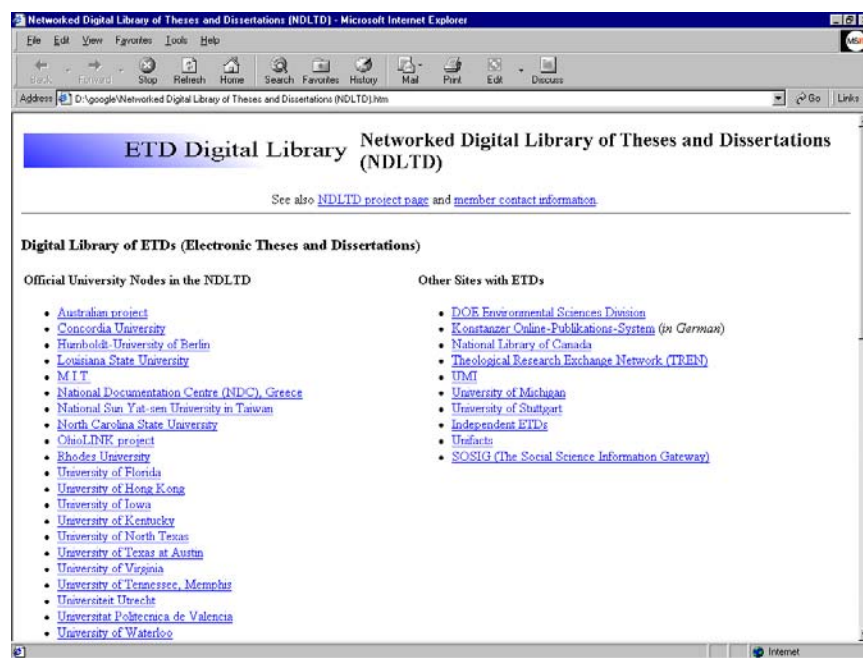 Networked Digital Library of Theses and Dissertations (NDLTD) - Microsoft Internet Explorer
File Edit View Favorites Tools Help
Back Forward Stop Refresh Home Search Favorites History Mail Print Edit Discuss
Address D:\google\Networked Digital Library of Theses and Dissertations (NDLTD).htm Go Links
ETD Digital Library
Networked Digital Library of Theses and Dissertations
(NDLTD)
See also NDLTD project page and member contact information.
Digital Library of ETDs (Electronic Theses and Dissertations)
Official University Nodes in the NDLTD
Australian project
Concordia University
Humboldt-University of Berlin
Louisiana State University
M.I.T.
National Documentation Centre (NDC), Greece
National Sun Yat-sen University in Taiwan
North Carolina State University
OhioLINK project
Rhodes University
University of Florida
University of Hong Kong
University of Iowa
University of Kentucky
University of North Texas
University of Texas at Austin
University of Virginia
University of Tennessee, Memphis
Universiteit Utrecht
Universitat Politecnica de Valencia
University of Waterloo
Other Sites with ETDs
DOE Environmental Sciences Division
Konstanzer Online-Publikations-System (in German)
National Library of Canada
Theological Research Exchange Network (TREN)
UMI
University of Michigan
University of Stuttgart
Independent ETDs
Unifacts
SOSIG (The Social Science Information Gateway)
Internet